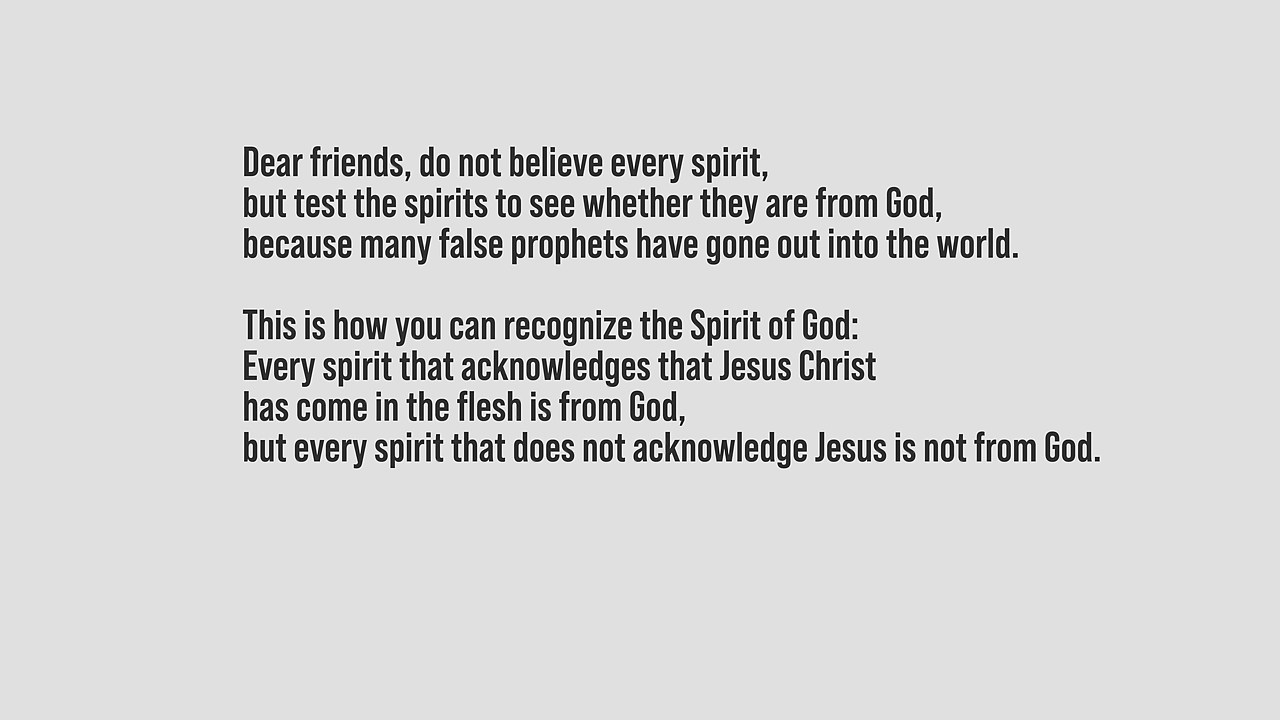 Dear friends, do not believe every spirit,
but test the spirits to see whether they are from God,
because many false prophets have gone out into the world.
This is how you can recognize the Spirit of God:
Every spirit that acknowledges that Jesus Christ
has come in the flesh is from God,
but every spirit that does not acknowledge Jesus is not from God.